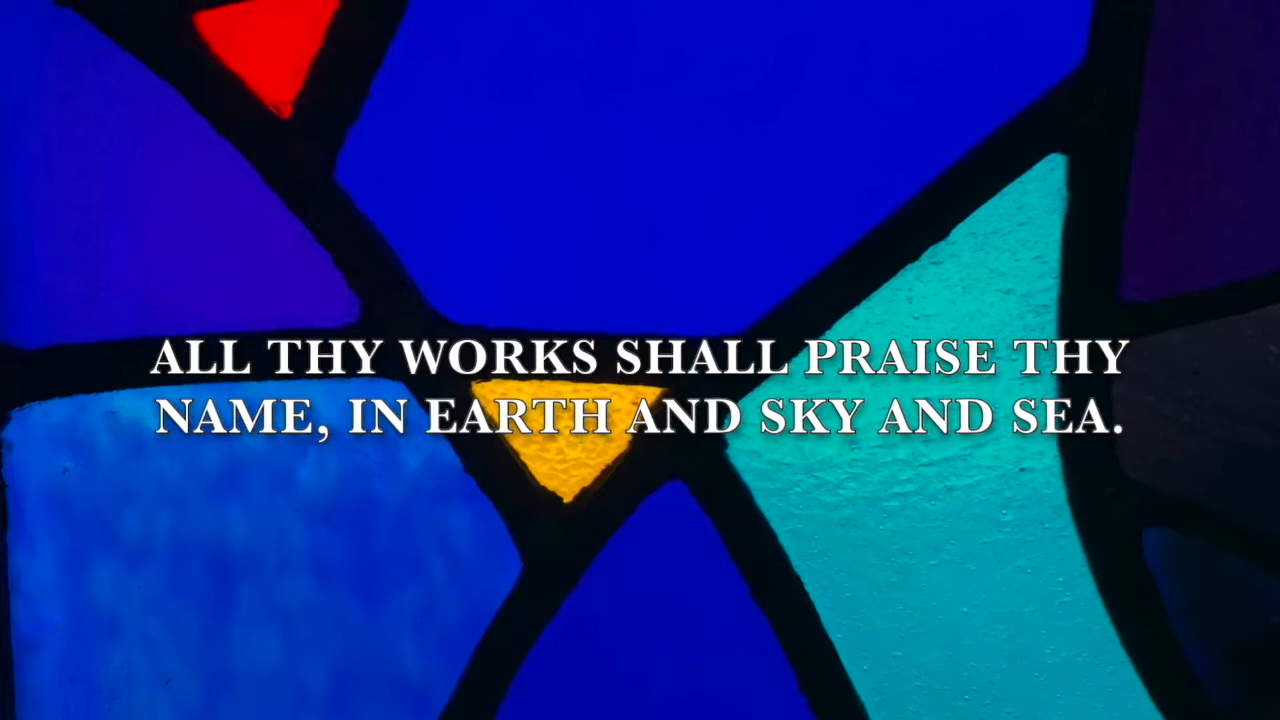 ALL THY WORKS SHALL PRAISE THY
NAME, IN EARTH AND SKY AND SEA.